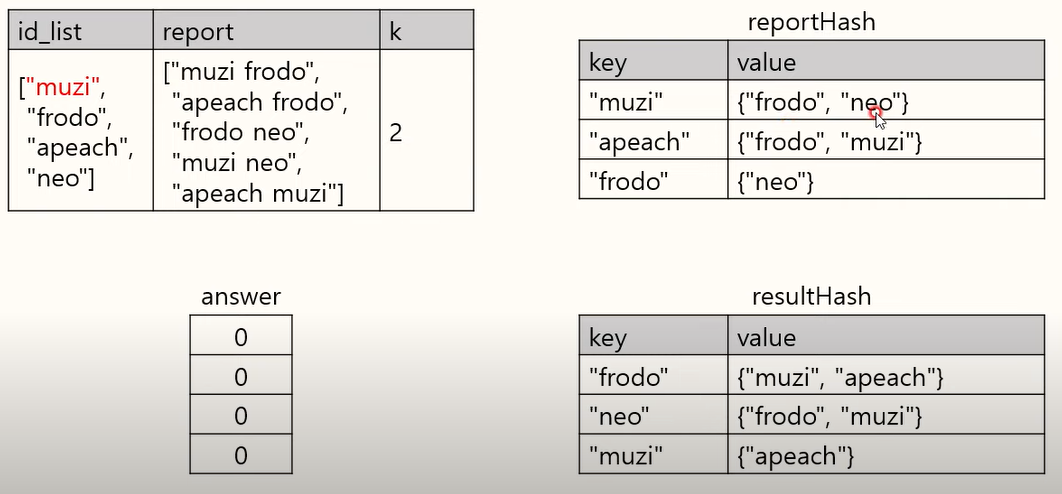 id_list report k
["muzi",
"frodo",
"apeach",
"neo"]
["muzi frodo",
"apeach frodo",
"frodo neo",
"muzi neo",
"apeach muzi"]
2
reportHash
key value
"muzi" {"frodo", "neo"}
"apeach" {"frodo", "muzi"}
"frodo" {"neo"}
answer
0
0
0
0
resultHash
key value
"frodo" {"muzi", "apeach"}
"neo" {"frodo", "muzi"}
"muzi" {"apeach"}